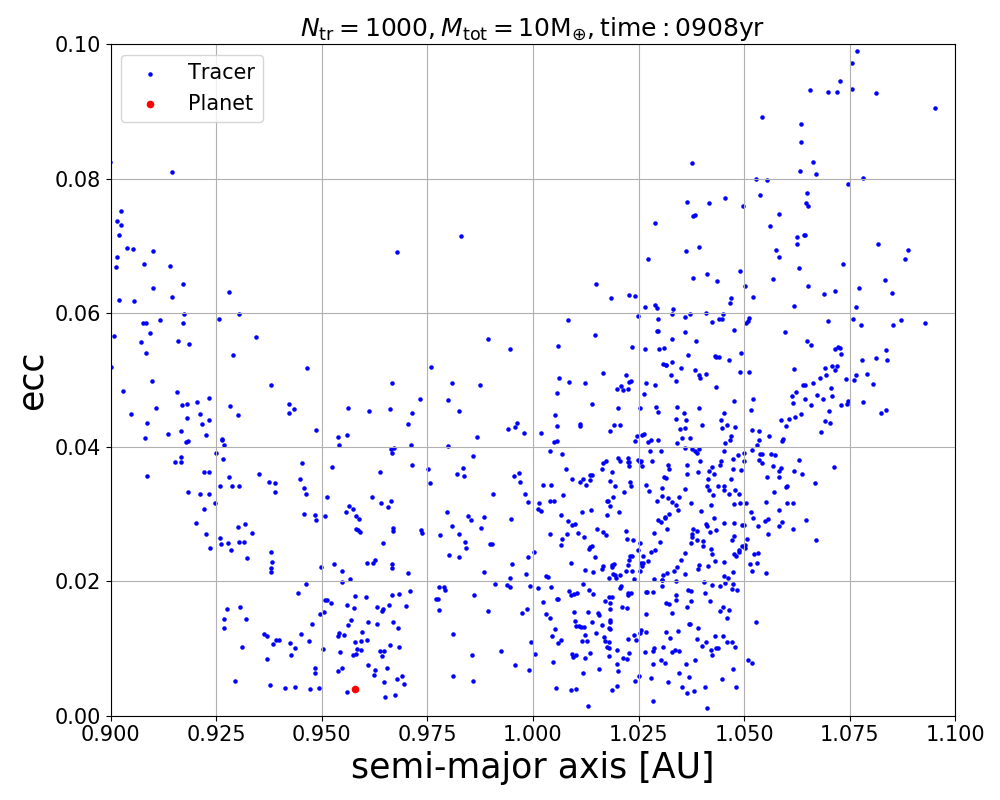 N_tr = 1000, M_tot = 10M_⊕, time : 0908yr
Tracer
Planet
ecc
0.10
0.08
0.06
0.04
0.02
0.00
0.900 0.925 0.950 0.975 1.000 1.025 1.050 1.075 1.100
semi-major axis [AU]